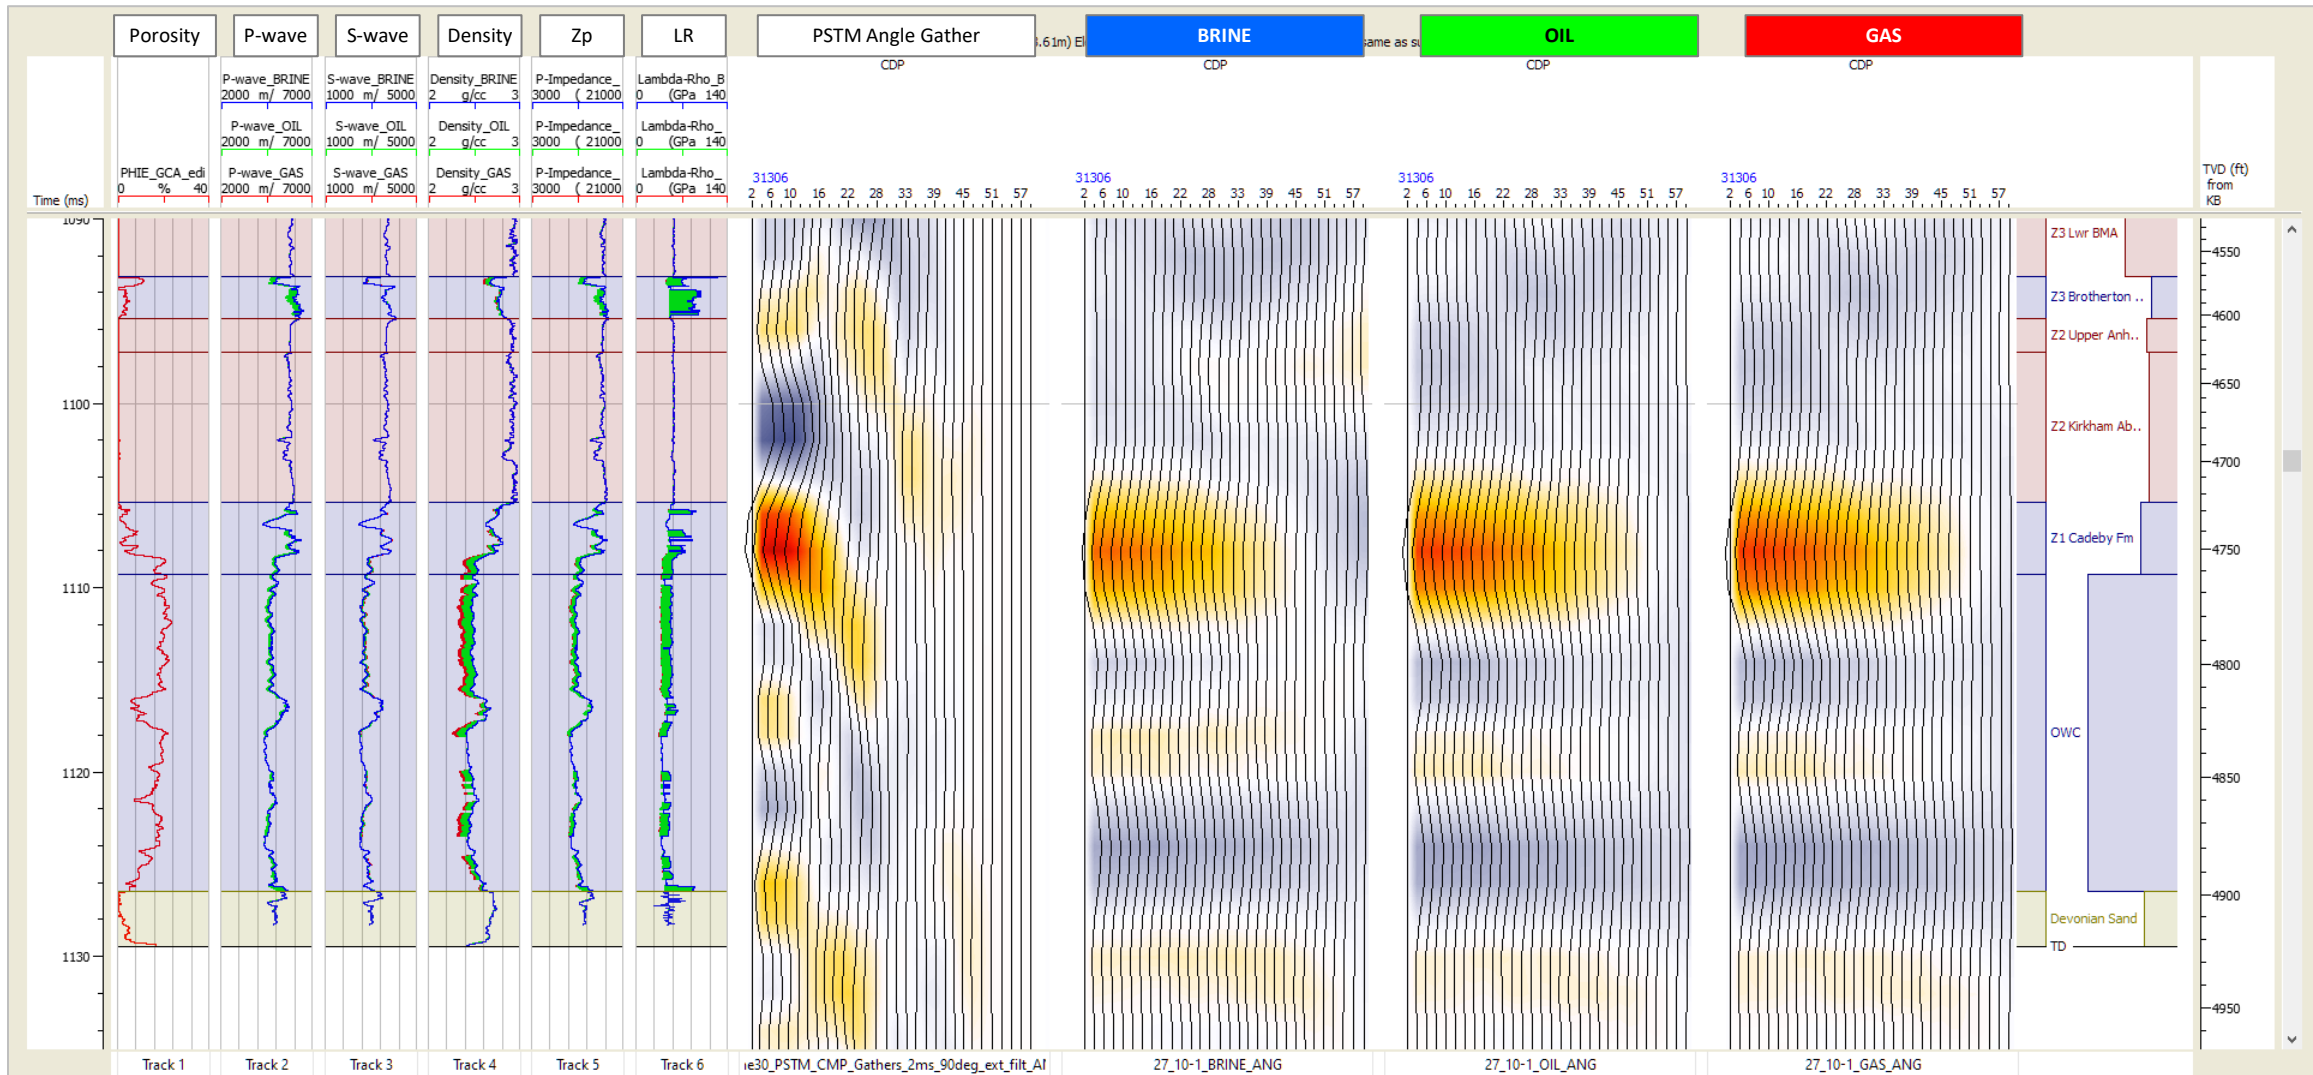 Porosity P-wave S-wave Density Zp LR PSTM Angle Gather BRINE OIL GAS
.61m) El same as su
CDP CDP CDP CDP
P-wave_BRINE S-wave_BRINE Density_BRINE P-Impedance_ Lambda-Rho_B
2000 m/ 7000 1000 m/ 5000 2 g/cc 3 3000 ( 21000 0 (GPa 140
P-wave_OIL S-wave_OIL Density_OIL P-Impedance_ Lambda-Rho_
2000 m/ 7000 1000 m/ 5000 2 g/cc 3 3000 ( 21000 0 (GPa 140
PHIE_GCA_edi P-wave_GAS S-wave_GAS Density_GAS P-Impedance_ Lambda-Rho_
0 % 40 2000 m/ 7000 1000 m/ 5000 2 g/cc 3 3000 ( 21000 0 (GPa 140
31306 31306 31306 31306
Time (ms) 2 6 10 16 22 28 33 39 45 51 57 2 6 10 16 22 28 33 39 45 51 57 2 6 10 16 22 28 33 39 45 51 57 2 6 10 16 22 28 33 39 45 51 57
TVD (ft)
from
KB
1090
Z3 Lwr BMA
4550
Z3 Brotherton ..
4600
Z2 Upper Anh..
4650
1100
Z2 Kirkham Ab..
4700
Z1 Cadeby Fm
4750
1110
4800
OWC
1120
4850
4900
Devonian Sand
TD
1130
4950
Track 1 Track 2 Track 3 Track 4 Track 5 Track 6 e30_PSTM_CMP_Gathers_2ms_90deg_ext_filt_A 27_10-1_BRINE_ANG 27_10-1_OIL_ANG 27_10-1_GAS_ANG